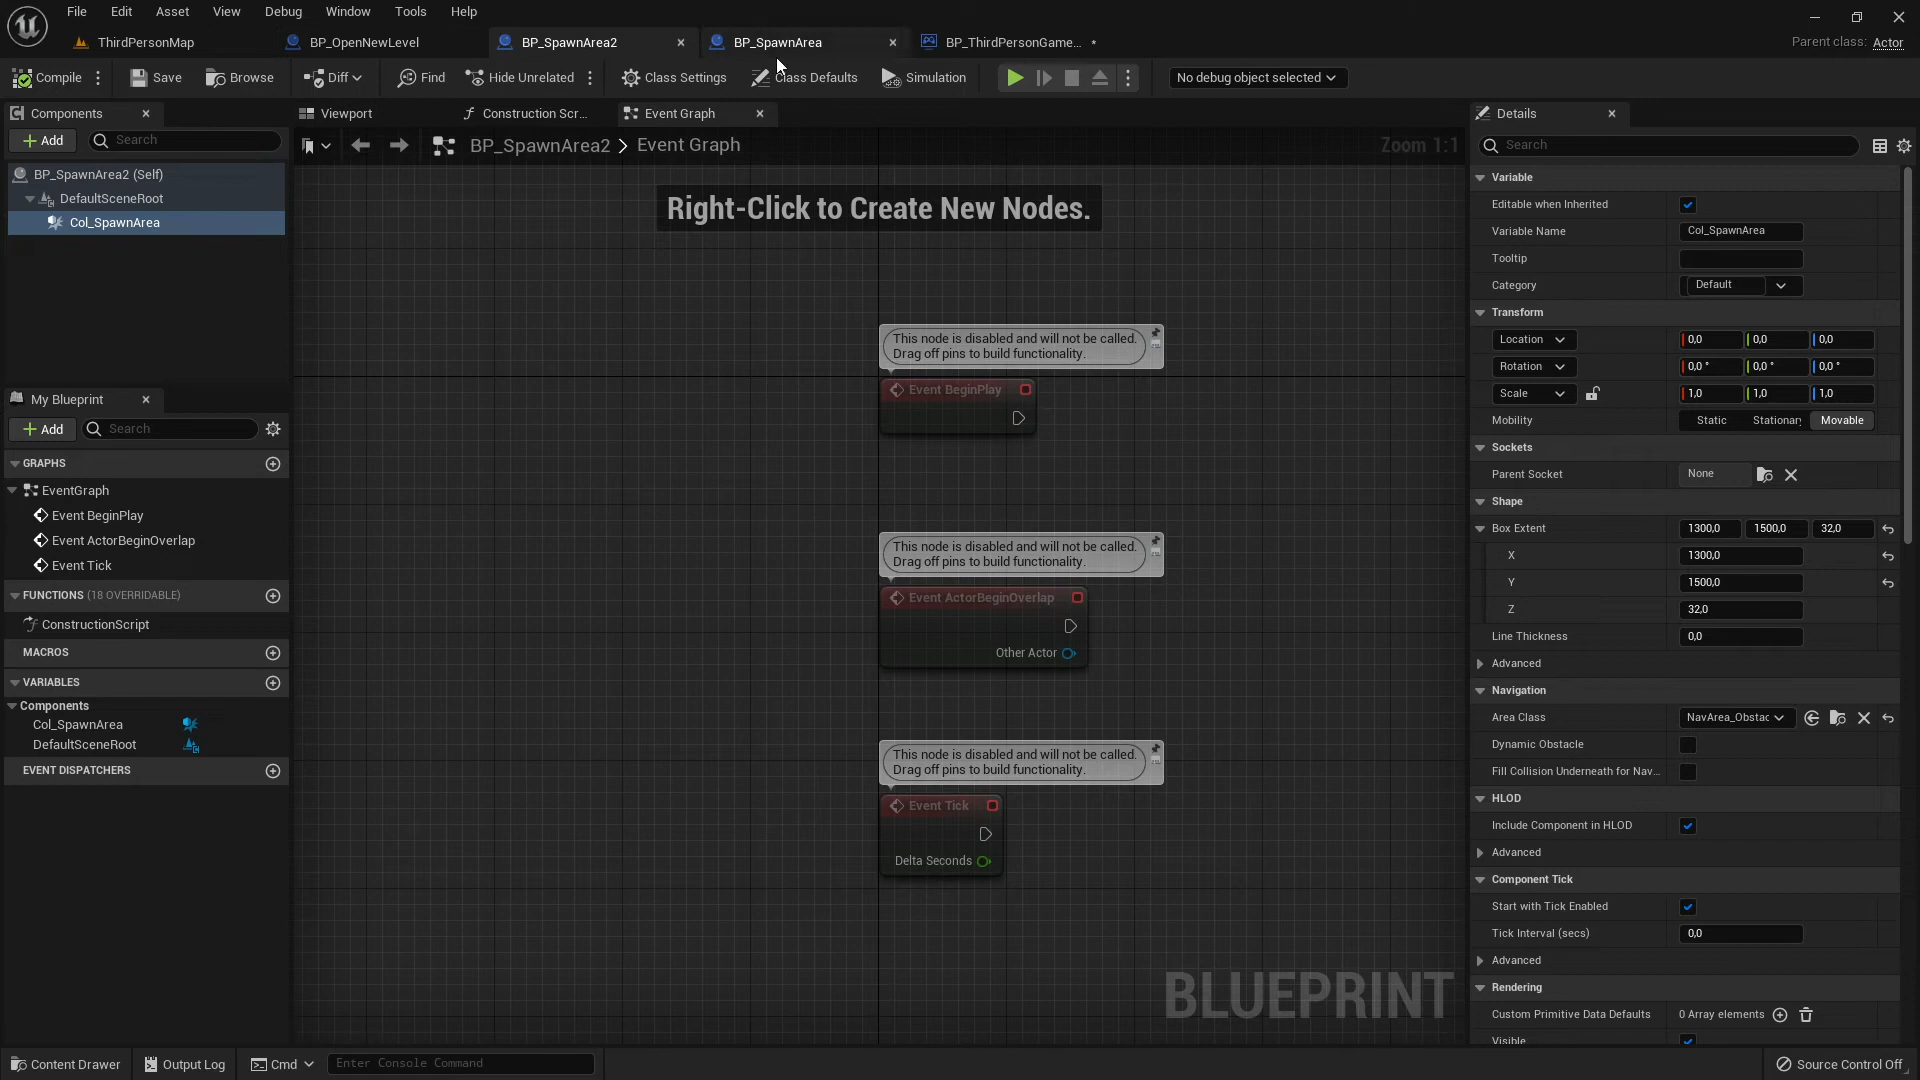 File Edit Asset View Debug Window Tools Help
ThirdPersonMap BP_OpenNewLevel BP_SpawnArea2 BP_SpawnArea BP_ThirdPersonGame... Parent class: Actor
Compile Save Browse Diff Find Hide Unrelated Class Settings Class Defaults Simulation No debug object selected
Components Viewport Construction Scr... Event Graph Details
Add Search BP_SpawnArea2 > Event Graph Zoom 1:1 Search
BP_SpawnArea2 (Self)
DefaultSceneRoot
Col_SpawnArea
Right-Click to Create New Nodes.
This node is disabled and will not be called.
Drag off pins to build functionality.
Event BeginPlay
This node is disabled and will not be called.
Drag off pins to build functionality.
Event ActorBeginOverlap
Other Actor
This node is disabled and will not be called.
Drag off pins to build functionality.
Event Tick
Delta Seconds
BLUEPRINT
My Blueprint
Add Search
GRAPHS
EventGraph
Event BeginPlay
Event ActorBeginOverlap
Event Tick
FUNCTIONS (18 OVERRIDABLE)
ConstructionScript
MACROS
VARIABLES
Components
Col_SpawnArea
DefaultSceneRoot
EVENT DISPATCHERS
Variable
Editable when Inherited
Variable Name Col_SpawnArea
Tooltip
Category Default
Transform
Location 0,0 0,0 0,0
Rotation 0,0 ° 0,0 ° 0,0 °
Scale 1,0 1,0 1,0
Mobility Static Stationary Movable
Sockets
Parent Socket None
Shape
Box Extent 1300,0 1500,0 32,0
X 1300,0
Y 1500,0
Z 32,0
Line Thickness 0,0
Advanced
Navigation
Area Class NavArea_Obstac
Dynamic Obstacle
Fill Collision Underneath for Nav...
HLOD
Include Component in HLOD
Advanced
Component Tick
Start with Tick Enabled
Tick Interval (secs) 0,0
Advanced
Rendering
Custom Primitive Data Defaults 0 Array elements
Visible
Content Drawer Output Log Cmd Enter Console Command Source Control Off